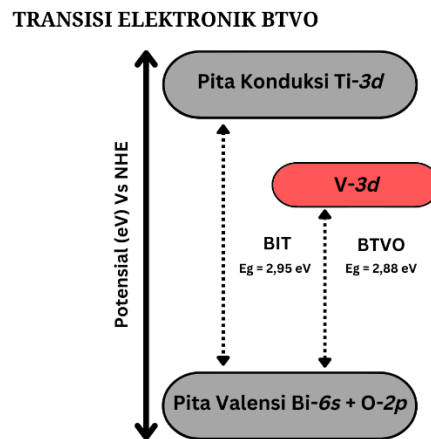 TRANSISI ELEKTRONIK BTVO
Potensial (eV) Vs NHE
Pita Konduksi Ti-3d
V-3d
BIT
Eg = 2,95 eV
BTVO
Eg = 2,88 eV
Pita Valensi Bi-6s + O-2p